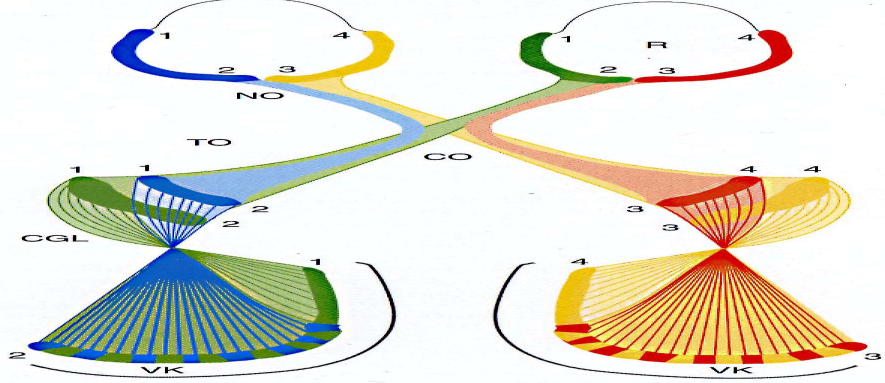 1 4 1 R 4
2 3 2 3
NO
TO
CO
1 1 4 4
2 3
2 3
CGL
1 4
2 3
VK VK